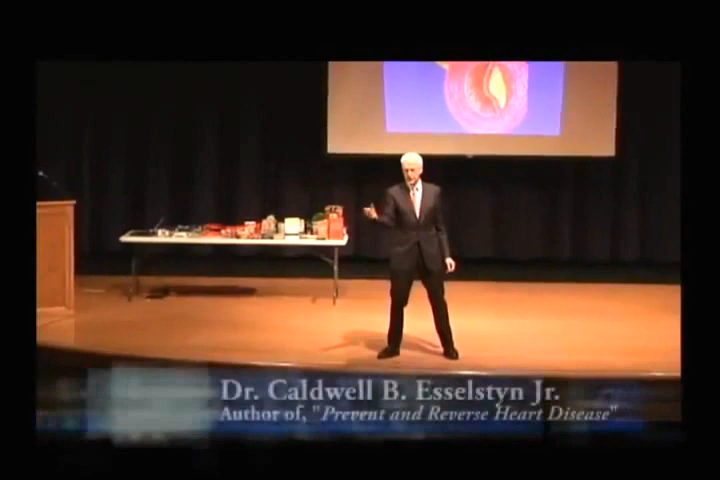 Dr. Caldwell B. Esselstyn Jr.
Author of, "Prevent and Reverse Heart Disease"